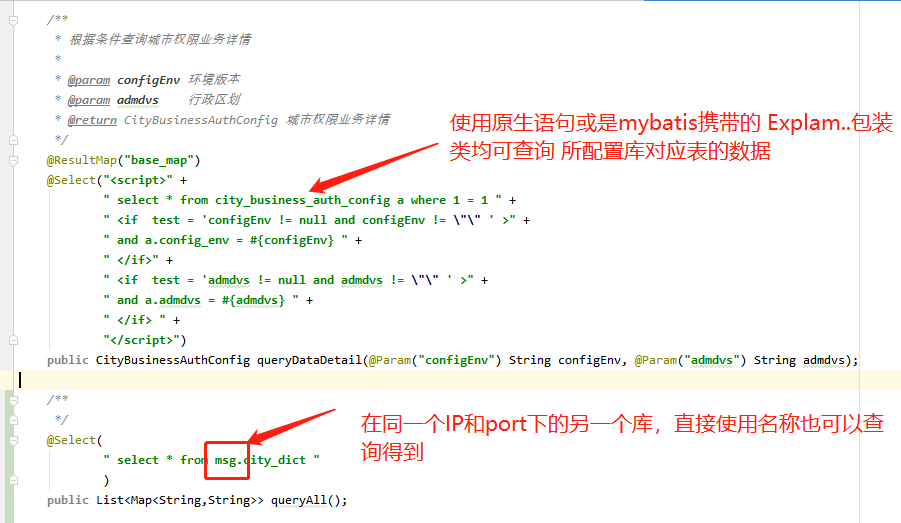 /**
* 根据条件查询城市权限业务详情
*
* @param configEnv 环境版本
* @param admdvs 行政区划
* @return CityBusinessAuthConfig 城市权限业务详情
*/
使用原生语句或是mybatis携带的 Explam..包装
类均可查询 所配置库对应表的数据
@ResultMap("base_map")
@Select("<script>" +
" select * from city_business_auth_config a where 1 = 1 " +
" <if test = 'configEnv != null and configEnv != \"\" ' >" +
" and a.config_env = #{configEnv} " +
" </if>" +
" <if test = 'admdvs != null and admdvs != \"\" ' >" +
" and a.admdvs = #{admdvs} " +
" </if> " +
"</script>")
public CityBusinessAuthConfig queryDataDetail(@Param("configEnv") String configEnv, @Param("admdvs") String admdvs);
/**
*/
在同一个IP和port下的另一个库，直接使用名称也可以查
询得到
@Select(
" select * from msg.city_dict "
)
public List<Map<String,String>> queryAll();